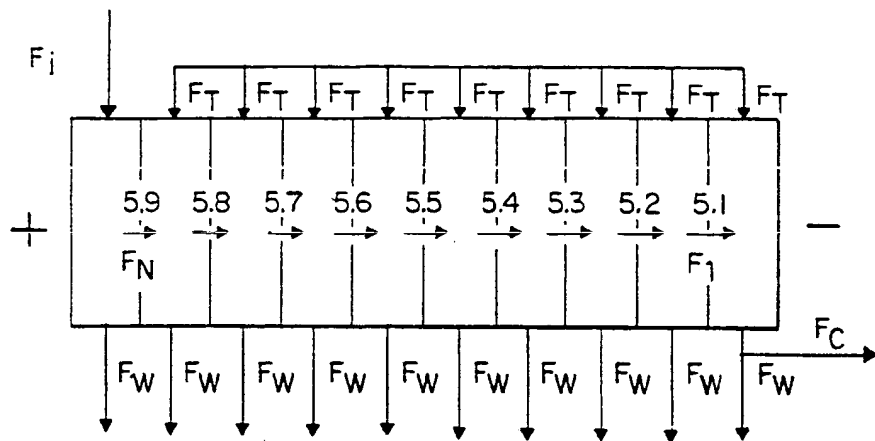 Fi
FT FT FT FT FT FT FT FT FT
5.9 5.8 5.7 5.6 5.5 5.4 5.3 5.2 5.1
+ −
FN F1
FC
FW FW FW FW FW FW FW FW FW FW